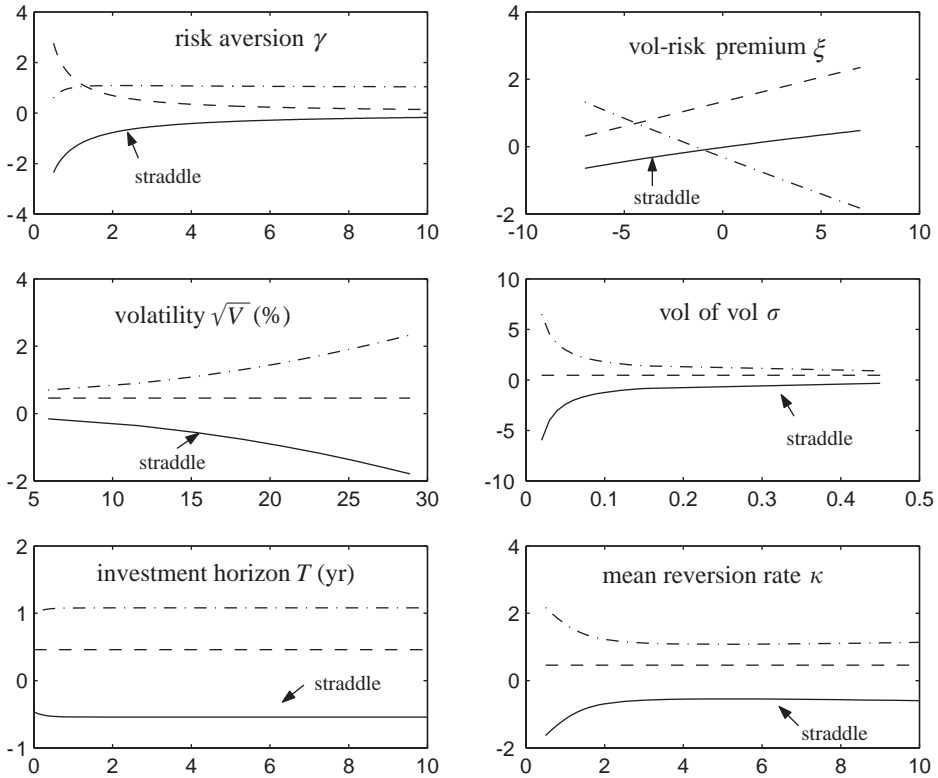 risk aversion γ
4
2
0
-2
-4
straddle
0 2 4 6 8 10
vol-risk premium ξ
4
2
0
-2
straddle
-10 -5 0 5 10
volatility √V (%)
4
2
0
-2
straddle
5 10 15 20 25 30
vol of vol σ
10
5
0
-5
-10
straddle
0 0.1 0.2 0.3 0.4 0.5
investment horizon T (yr)
2
1
0
-1
straddle
0 2 4 6 8 10
mean reversion rate κ
4
2
0
-2
straddle
0 2 4 6 8 10